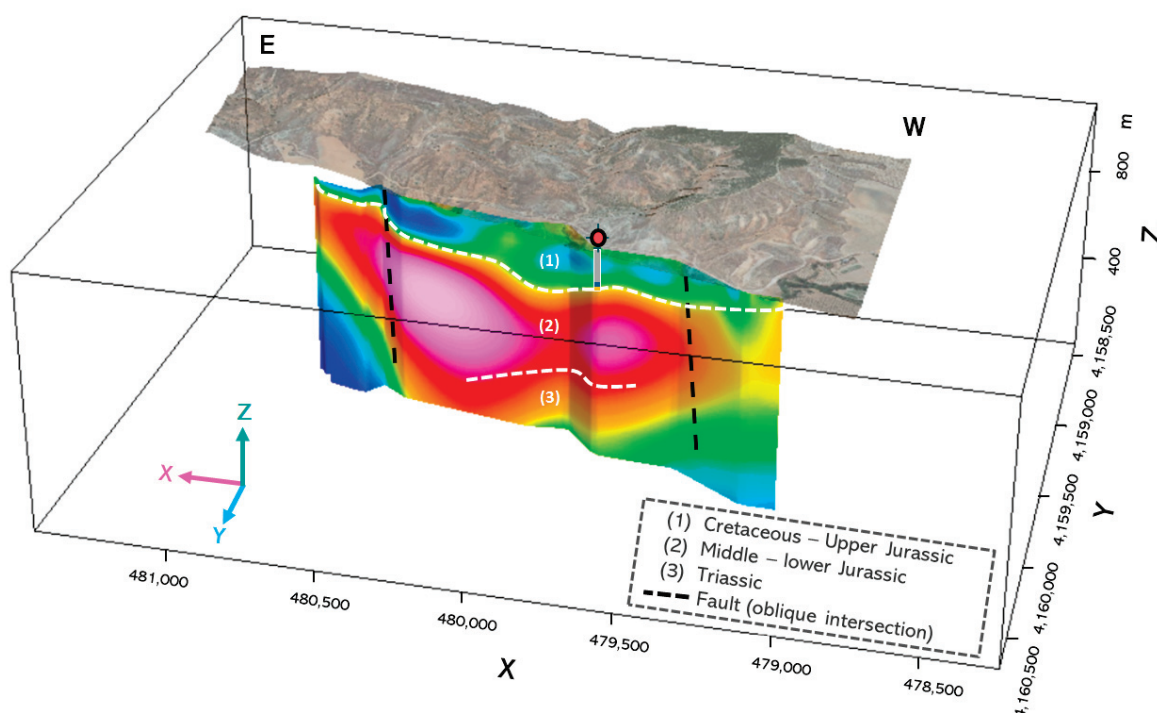 E
W
m
800
400
Z
(1)
(2)
(3)
Z
X
Y
4,158,500
4,159,000
4,159,500
4,160,000
4,160,500
Y
481,000
480,500
480,000
479,500
479,000
478,500
X
(1) Cretaceous – Upper Jurassic
(2) Middle – lower Jurassic
(3) Triassic
Fault (oblique intersection)